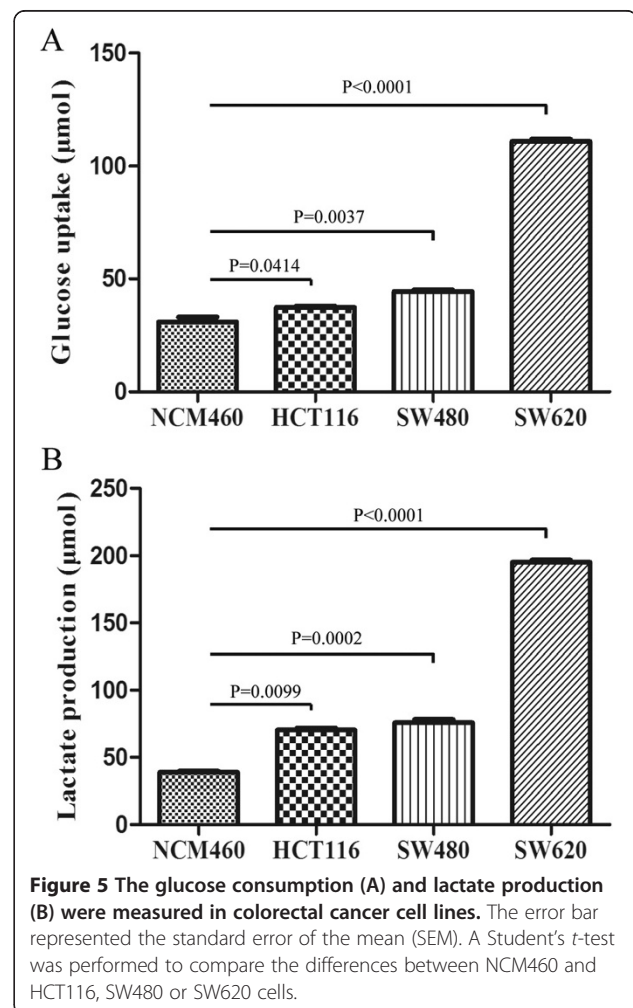 A
Glucose uptake (μmol)
150
100
50
0
P<0.0001
P=0.0037
P=0.0414
NCM460 HCT116 SW480 SW620
B
Lactate production (μmol)
250
200
150
100
50
0
P<0.0001
P=0.0002
P=0.0099
NCM460 HCT116 SW480 SW620
Figure 5 The glucose consumption (A) and lactate production
(B) were measured in colorectal cancer cell lines. The error bar
represented the standard error of the mean (SEM). A Student's t-test
was performed to compare the differences between NCM460 and
HCT116, SW480 or SW620 cells.